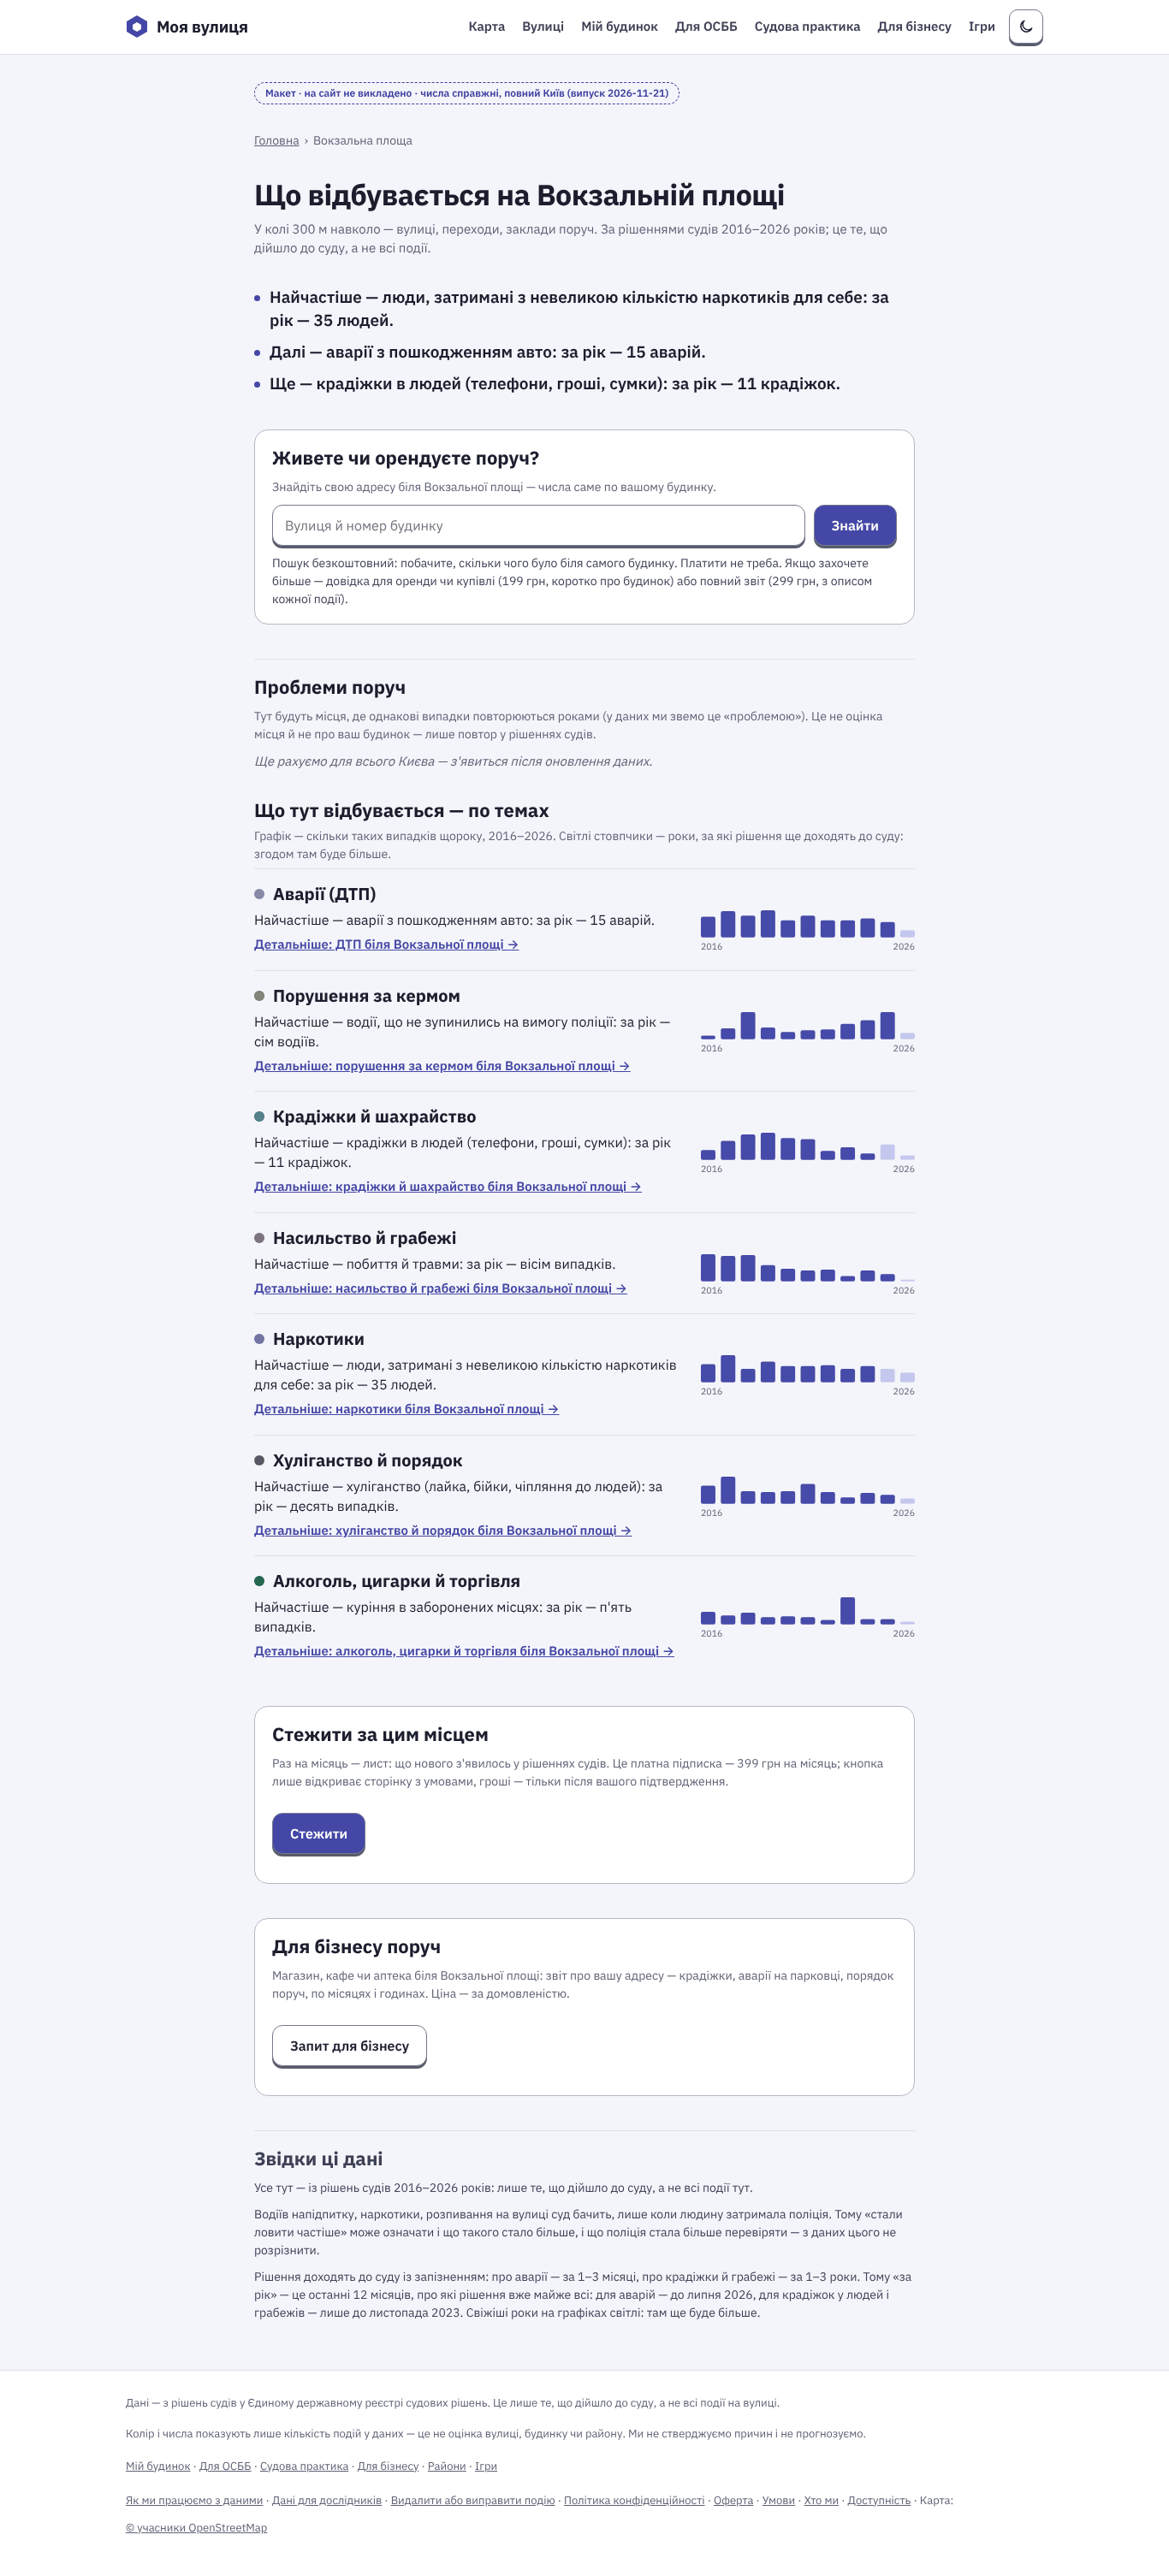 Моя вулиця
Карта Вулиці Мій будинок Для ОСББ Судова практика Для бізнесу Ігри
Макет · на сайт не викладено · числа справжні, повний Київ (випуск 2026-11-21)
Головна › Вокзальна площа
Що відбувається на Вокзальній площі
У колі 300 м навколо — вулиці, переходи, заклади поруч. За рішеннями судів 2016–2026 років; це те, що
дійшло до суду, а не всі події.
Найчастіше — люди, затримані з невеликою кількістю наркотиків для себе: за
рік — 35 людей.
Далі — аварії з пошкодженням авто: за рік — 15 аварій.
Ще — крадіжки в людей (телефони, гроші, сумки): за рік — 11 крадіжок.
Живете чи орендуєте поруч?
Знайдіть свою адресу біля Вокзальної площі — числа саме по вашому будинку.
Вулиця й номер будинку
Знайти
Пошук безкоштовний: побачите, скільки чого було біля самого будинку. Платити не треба. Якщо захочете
більше — довідка для оренди чи купівлі (199 грн, коротко про будинок) або повний звіт (299 грн, з описом
кожної події).
Проблеми поруч
Тут будуть місця, де однакові випадки повторюються роками (у даних ми звемо це «проблемою»). Це не оцінка
місця й не про ваш будинок — лише повтор у рішеннях судів.
Ще рахуємо для всього Києва — з'явиться після оновлення даних.
Що тут відбувається — по темах
Графік — скільки таких випадків щороку, 2016–2026. Світлі стовпчики — роки, за які рішення ще доходять до суду:
згодом там буде більше.
Аварії (ДТП)
Найчастіше — аварії з пошкодженням авто: за рік — 15 аварій.
Детальніше: ДТП біля Вокзальної площі →
2016 2026
Порушення за кермом
Найчастіше — водії, що не зупинились на вимогу поліції: за рік —
сім водіїв.
Детальніше: порушення за кермом біля Вокзальної площі →
2016 2026
Крадіжки й шахрайство
Найчастіше — крадіжки в людей (телефони, гроші, сумки): за рік
— 11 крадіжок.
Детальніше: крадіжки й шахрайство біля Вокзальної площі →
2016 2026
Насильство й грабежі
Найчастіше — побиття й травми: за рік — вісім випадків.
Детальніше: насильство й грабежі біля Вокзальної площі →
2016 2026
Наркотики
Найчастіше — люди, затримані з невеликою кількістю наркотиків
для себе: за рік — 35 людей.
Детальніше: наркотики біля Вокзальної площі →
2016 2026
Хуліганство й порядок
Найчастіше — хуліганство (лайка, бійки, чіпляння до людей): за
рік — десять випадків.
Детальніше: хуліганство й порядок біля Вокзальної площі →
2016 2026
Алкоголь, цигарки й торгівля
Найчастіше — куріння в заборонених місцях: за рік — п'ять
випадків.
Детальніше: алкоголь, цигарки й торгівля біля Вокзальної площі →
2016 2026
Стежити за цим місцем
Раз на місяць — лист: що нового з'явилось у рішеннях судів. Це платна підписка — 399 грн на місяць; кнопка
лише відкриває сторінку з умовами, гроші — тільки після вашого підтвердження.
Стежити
Для бізнесу поруч
Магазин, кафе чи аптека біля Вокзальної площі: звіт про вашу адресу — крадіжки, аварії на парковці, порядок
поруч, по місяцях і годинах. Ціна — за домовленістю.
Запит для бізнесу
Звідки ці дані
Усе тут — із рішень судів 2016–2026 років: лише те, що дійшло до суду, а не всі події тут.
Водіїв напідпитку, наркотики, розпивання на вулиці суд бачить, лише коли людину затримала поліція. Тому «стали
ловити частіше» може означати і що такого стало більше, і що поліція стала більше перевіряти — з даних цього не
розрізнити.
Рішення доходять до суду із запізненням: про аварії — за 1–3 місяці, про крадіжки й грабежі — за 1–3 роки. Тому «за
рік» — це останні 12 місяців, про які рішення вже майже всі: для аварій — до липня 2026, для крадіжок у людей і
грабежів — лише до листопада 2023. Свіжіші роки на графіках світлі: там ще буде більше.
Дані — з рішень судів у Єдиному державному реєстрі судових рішень. Це лише те, що дійшло до суду, а не всі події на вулиці.
Колір і числа показують лише кількість подій у даних — це не оцінка вулиці, будинку чи району. Ми не стверджуємо причин і не прогнозуємо.
Мій будинок · Для ОСББ · Судова практика · Для бізнесу · Райони · Ігри
Як ми працюємо з даними · Дані для дослідників · Видалити або виправити подію · Політика конфіденційності · Оферта · Умови · Хто ми · Доступність · Карта:
© учасники OpenStreetMap